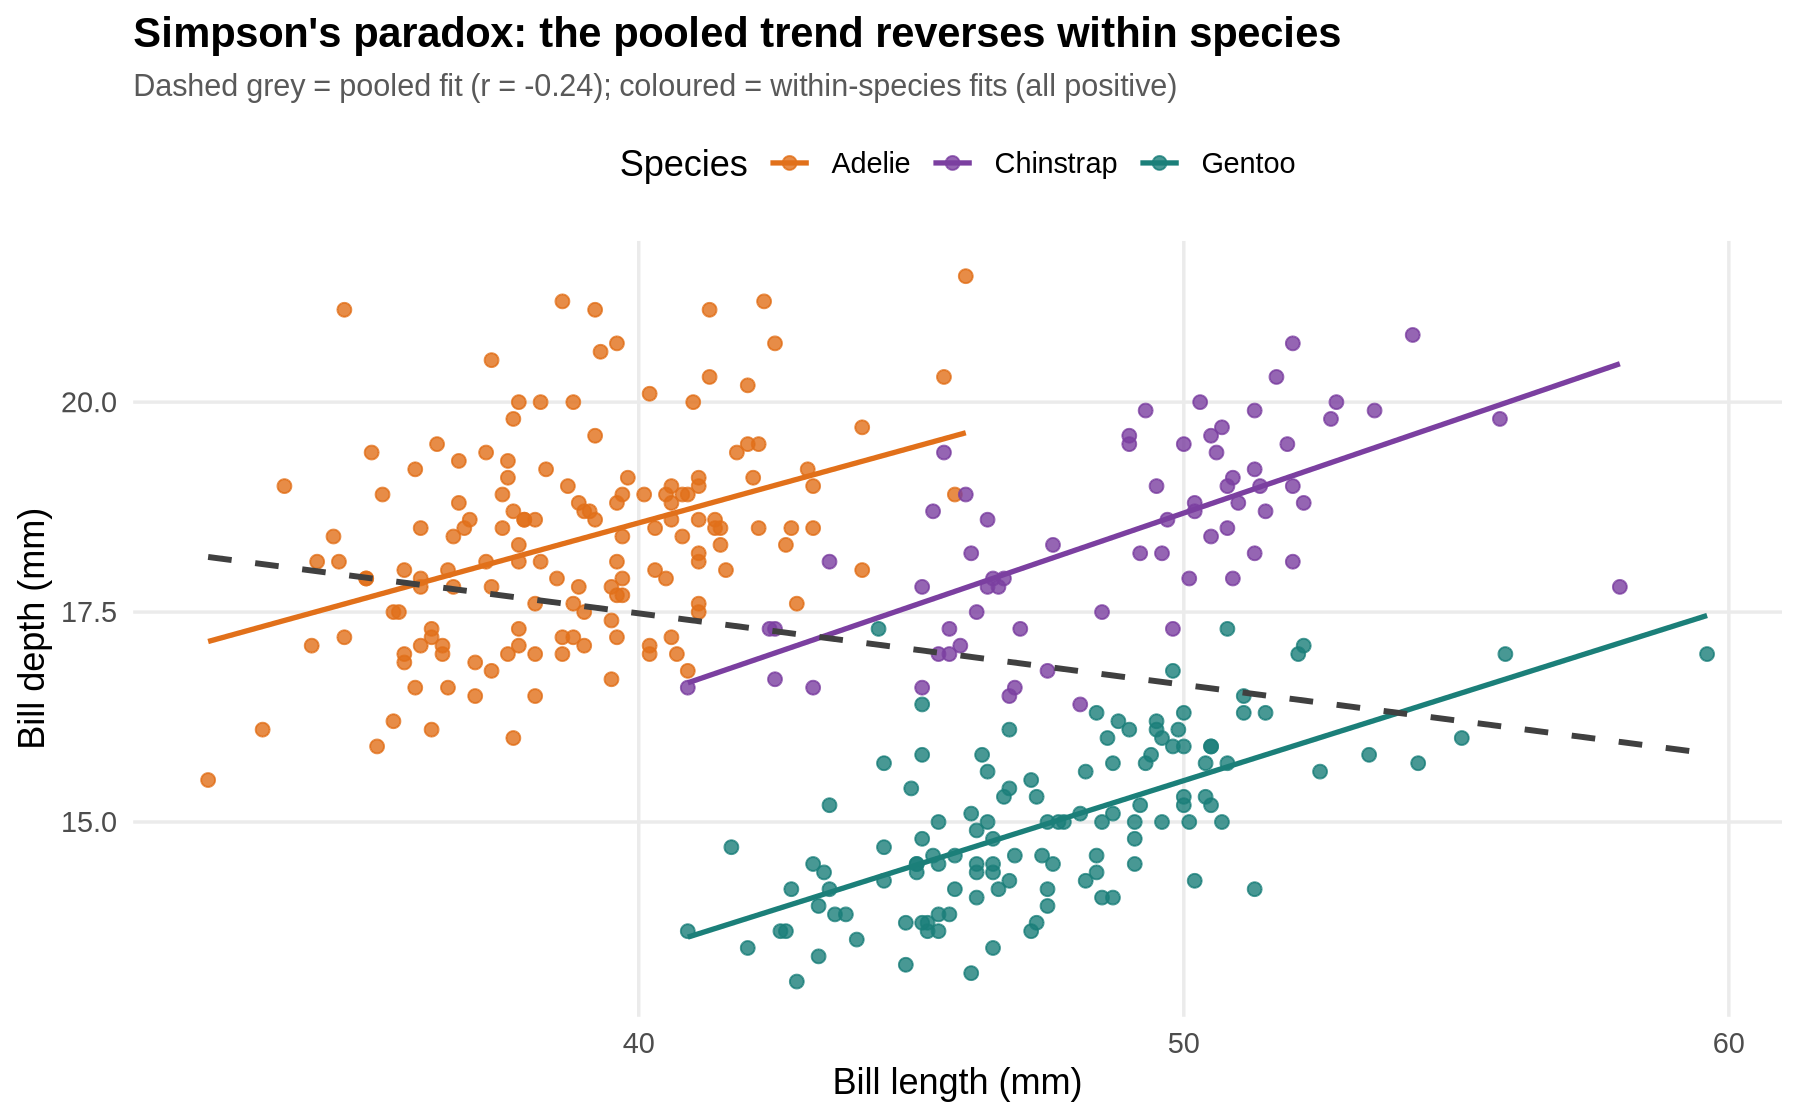 Simpson's paradox: the pooled trend reverses within species
Dashed grey = pooled fit (r = -0.24); coloured = within-species fits (all positive)
Species Adelie Chinstrap Gentoo
Bill depth (mm)
20.0
17.5
15.0
40 50 60
Bill length (mm)